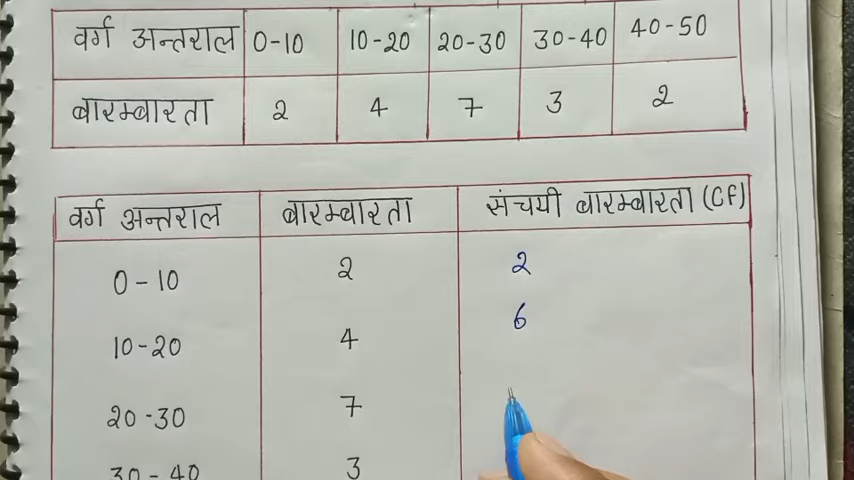 वर्ग अन्तराल 0-10 10-20 20-30 30-40 40-50
बारम्बारता 2 4 7 3 2
वर्ग अन्तराल बारम्बारता संचयी बारम्बारता (Cf)
0-10 2 2
10-20 4 6
20-30 7
30-40 3